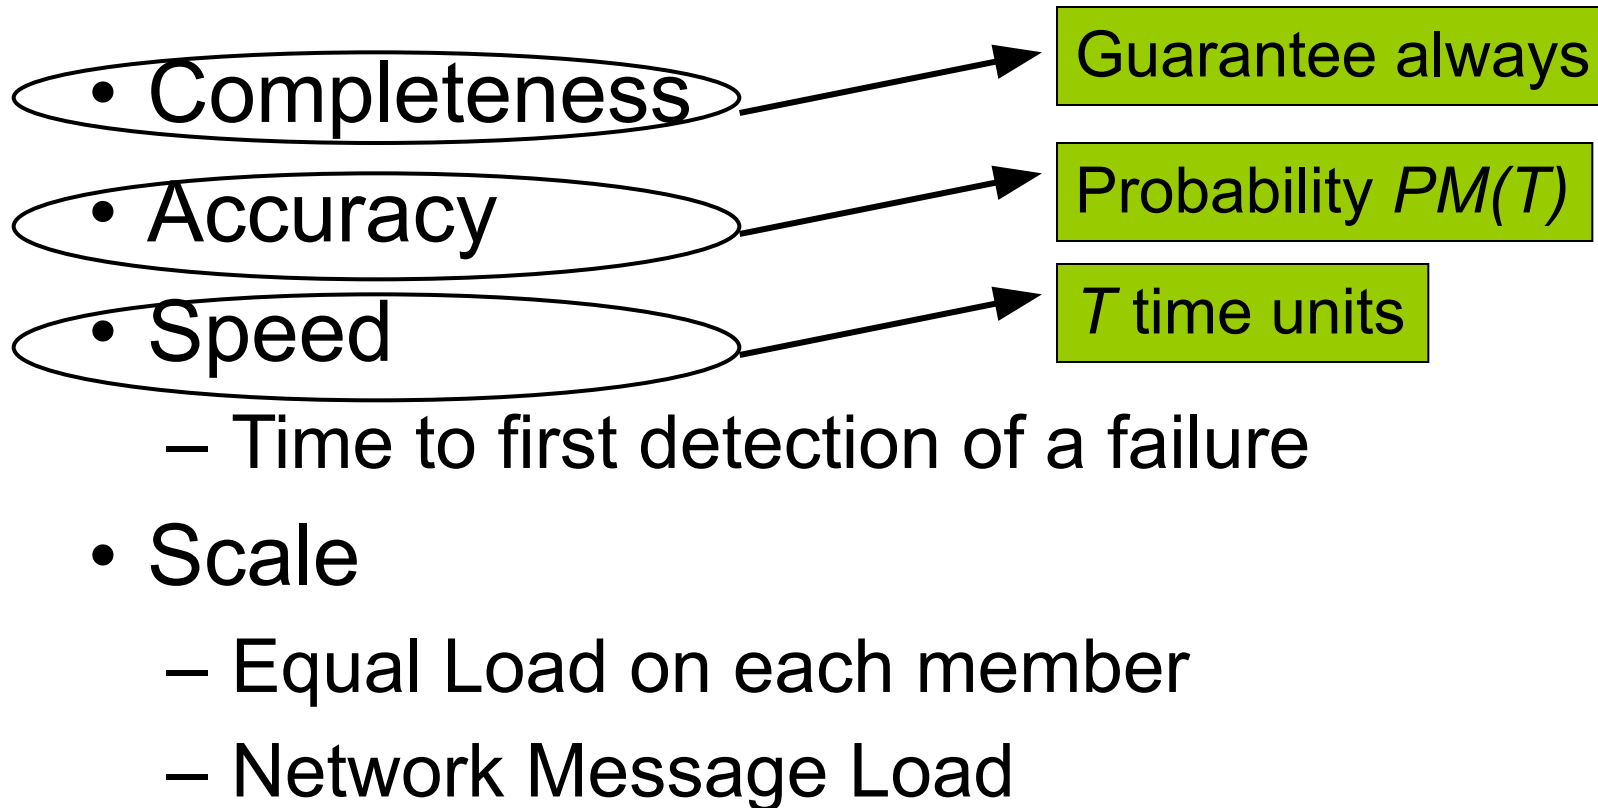 • Completeness
Guarantee always
• Accuracy
Probability PM(T)
• Speed
T time units
– Time to first detection of a failure
• Scale
– Equal Load on each member
– Network Message Load